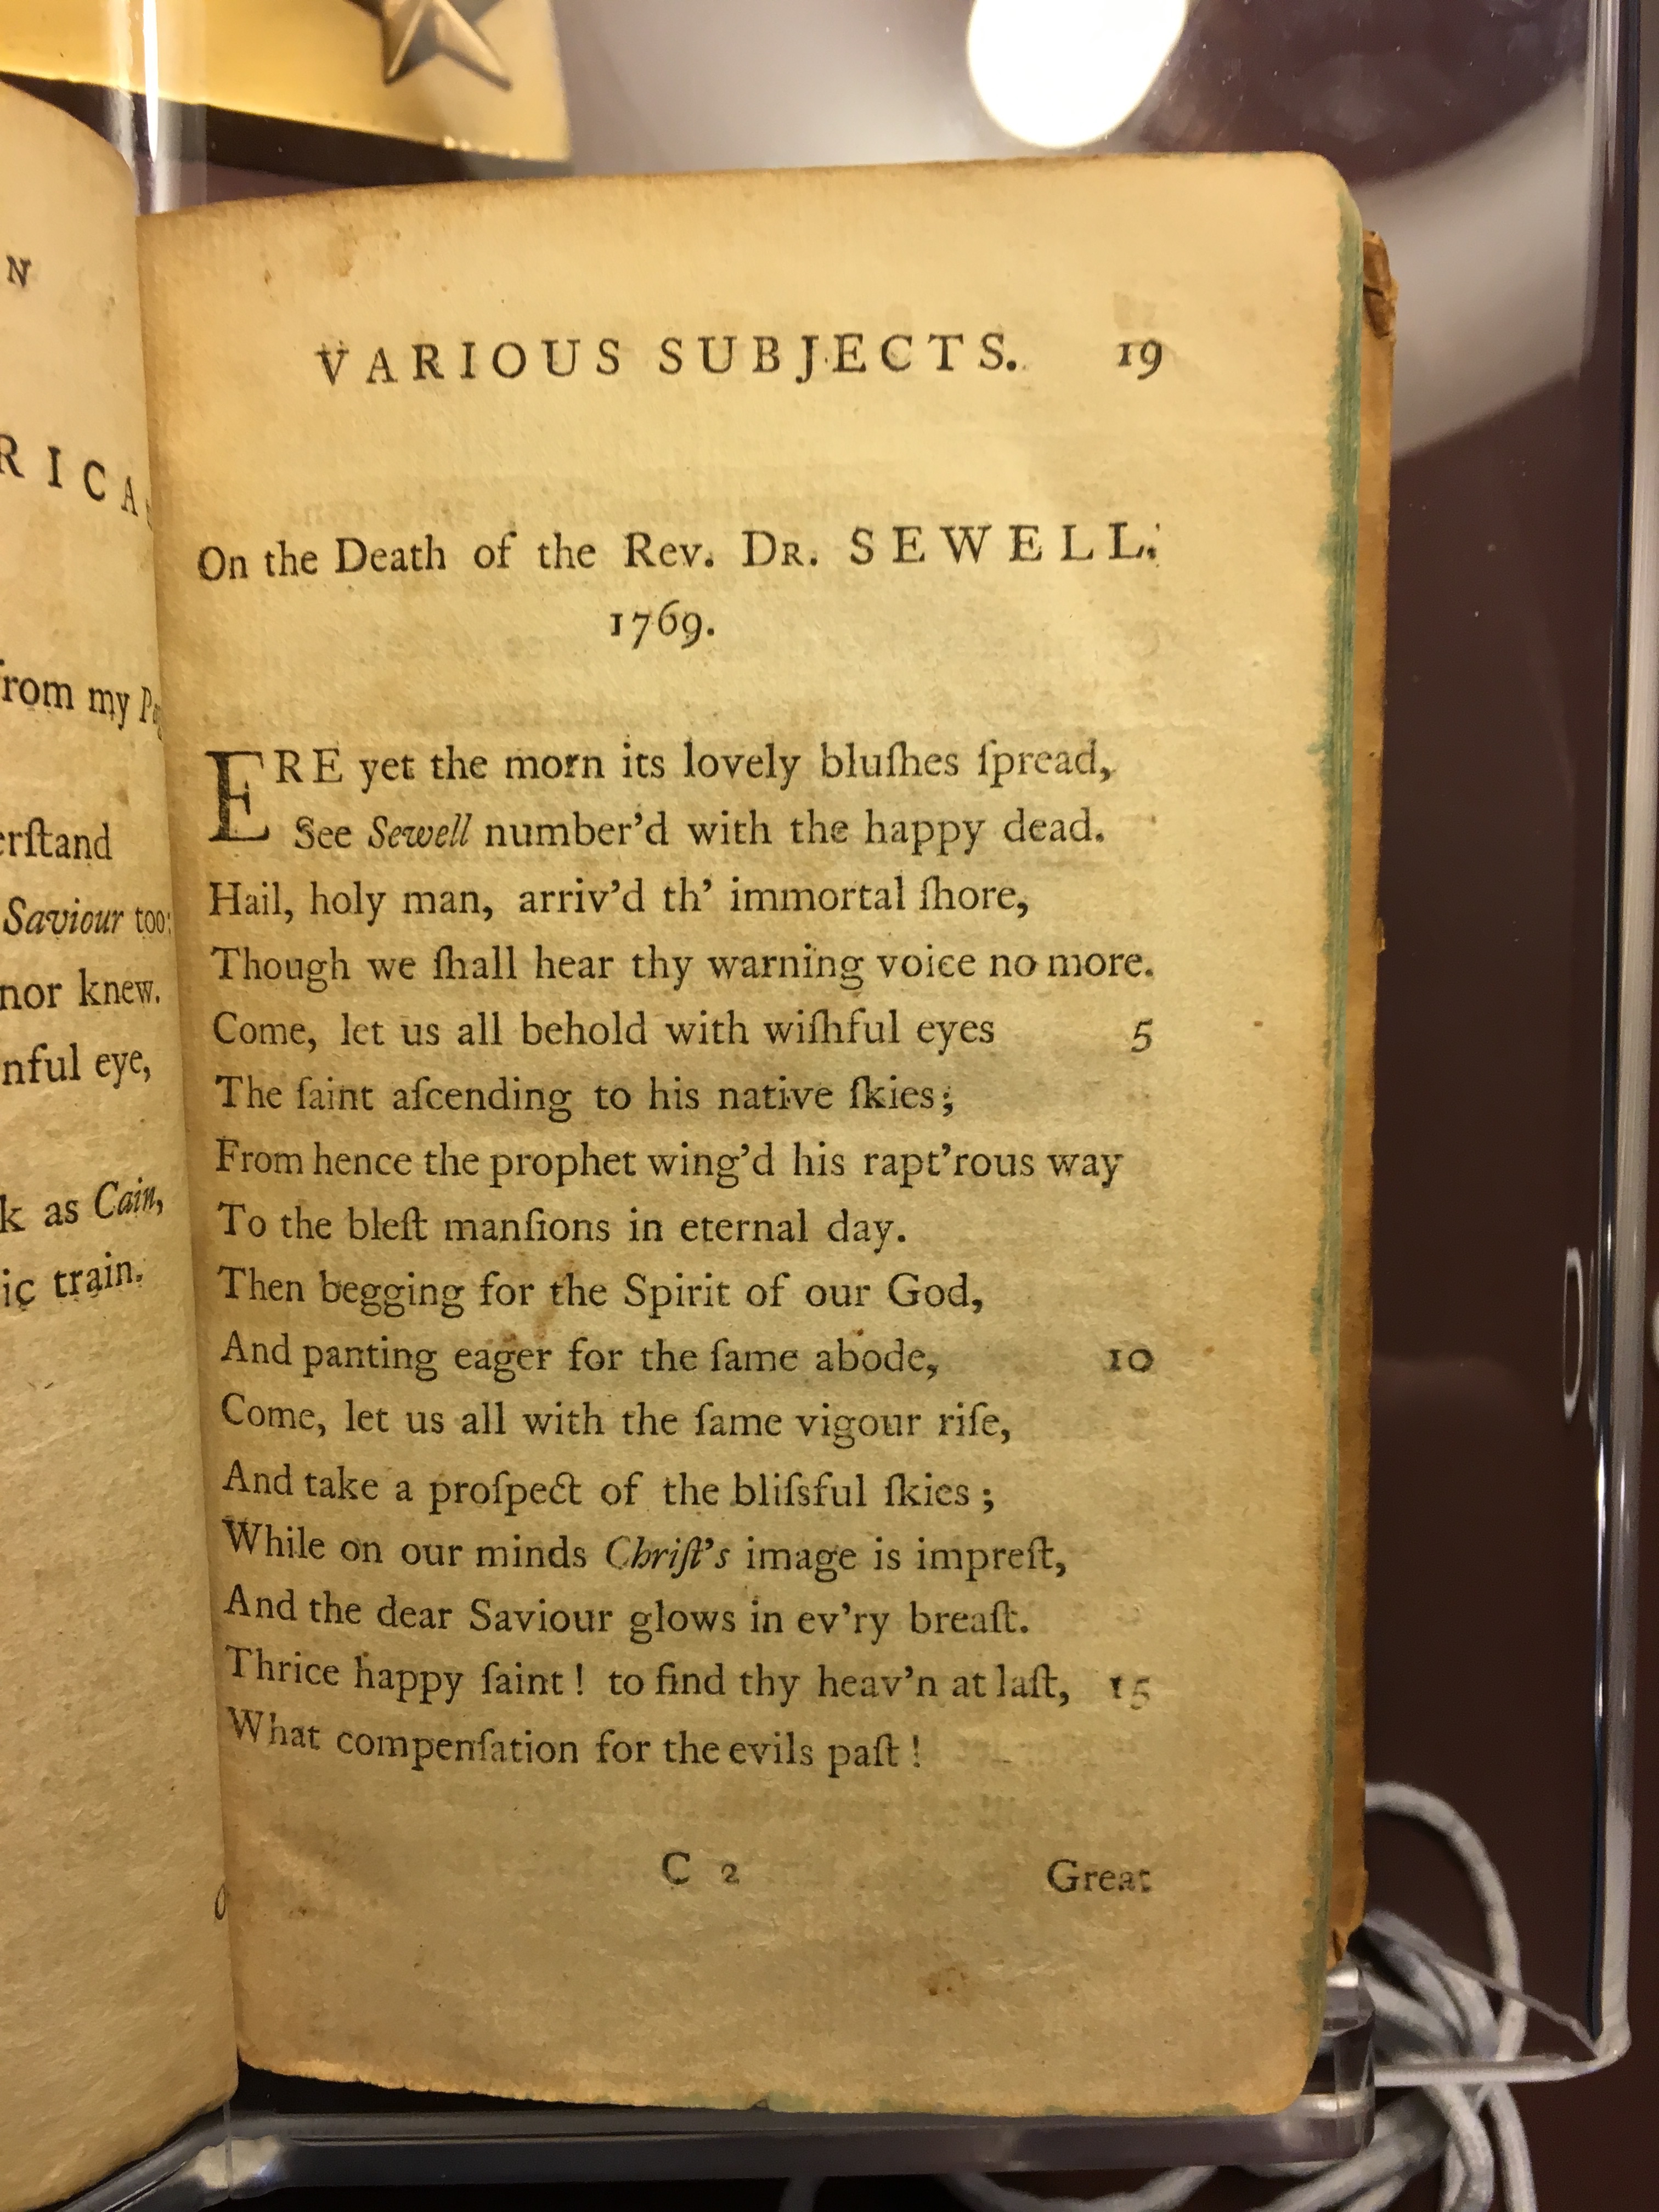 N
RICA
rom my
erſtand
Saviour too:
nor knew.
nful eye,
k as Cain,
ic train.
VARIOUS SUBJECTS. 19
On the Death of the Rev. DR. SEWELL.
1769.
ERE yet the morn its lovely bluſhes ſpread,
See Sewell number'd with the happy dead.
Hail, holy man, arriv'd th' immortal ſhore,
Though we ſhall hear thy warning voice no more.
Come, let us all behold with wiſhful eyes 5
The ſaint aſcending to his native ſkies;
From hence the prophet wing'd his rapt'rous way
To the bleſt manſions in eternal day.
Then begging for the Spirit of our God,
And panting eager for the ſame abode, 10
Come, let us all with the ſame vigour riſe,
And take a proſpect of the bliſsful ſkies;
While on our minds Chriſt's image is impreſt,
And the dear Saviour glows in ev'ry breaſt.
Thrice happy ſaint! to find thy heav'n at laſt, 15
What compenſation for the evils paſt!
C 2 Great